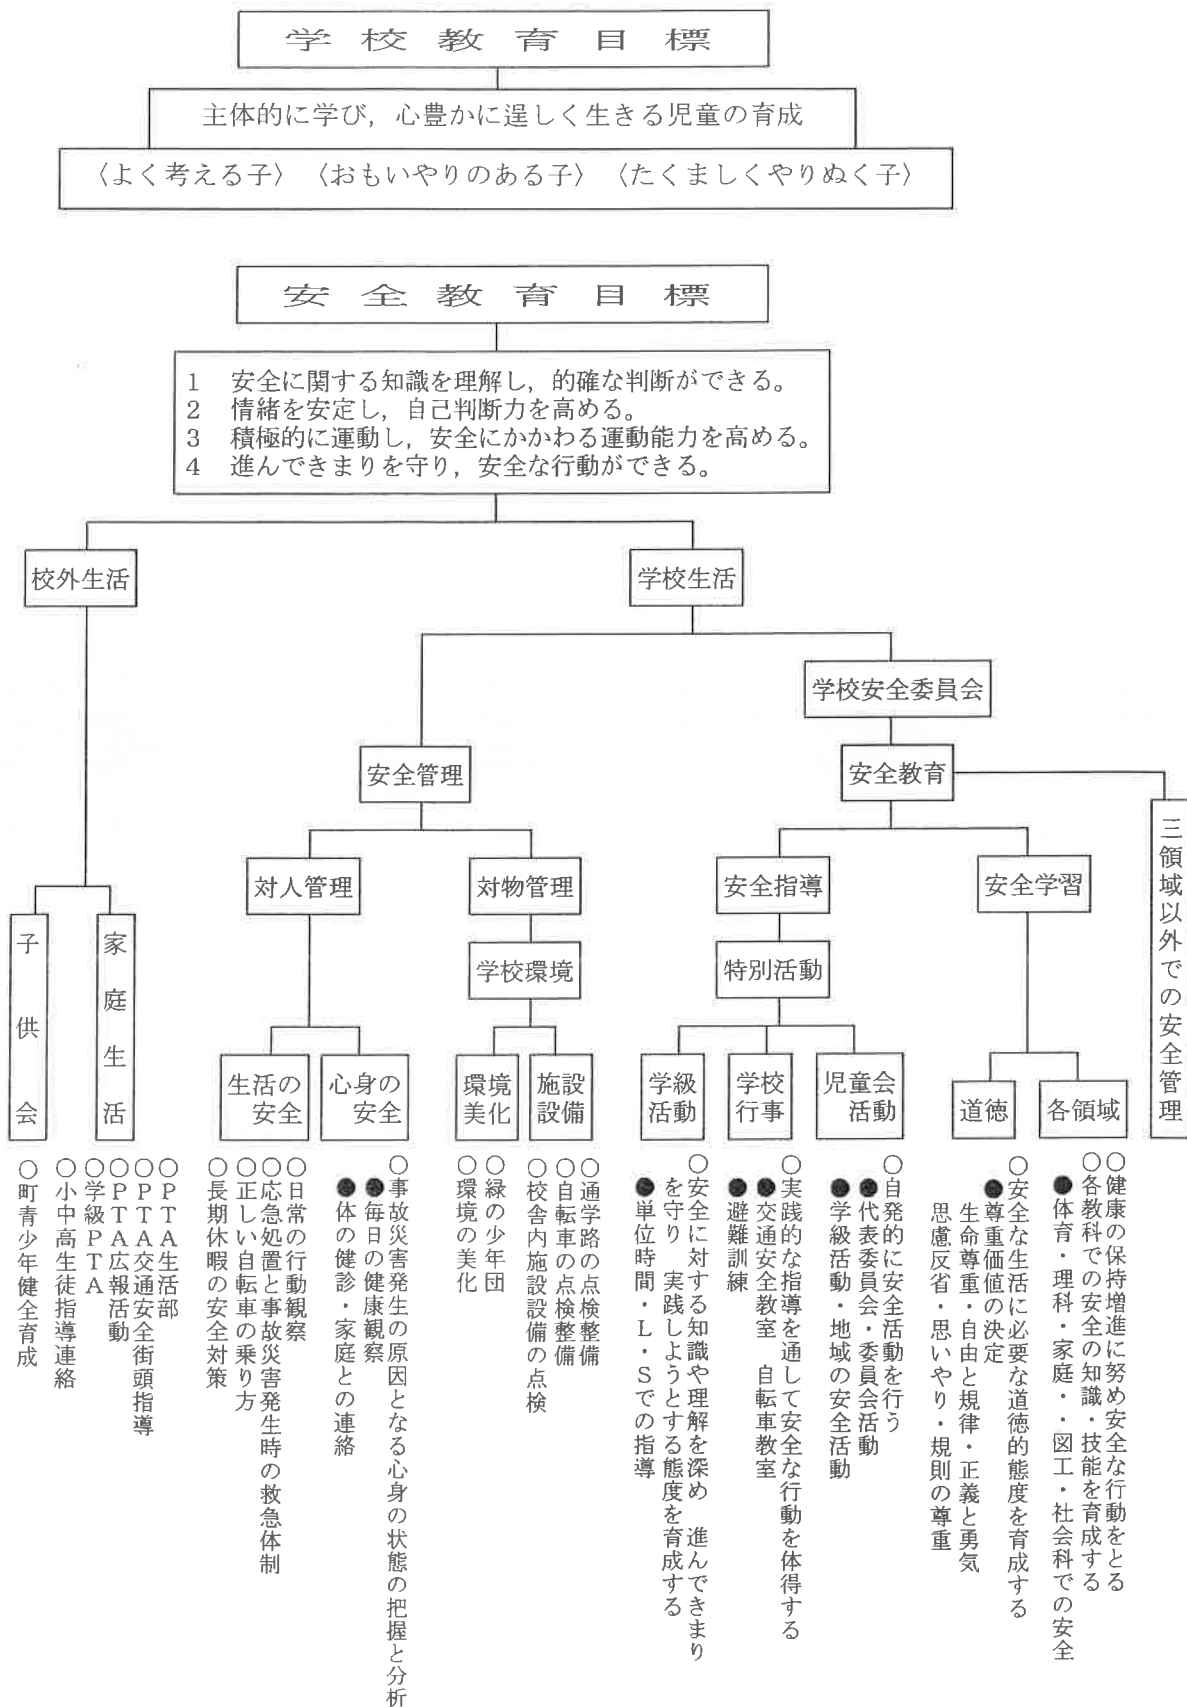 学校教育目標
主体的に学び，心豊かに逞しく生きる児童の育成
〈よく考える子〉〈おもいやりのある子〉〈たくましくやりぬく子〉
安全教育目標
1　安全に関する知識を理解し，的確な判断ができる。
2　情緒を安定し，自己判断力を高める。
3　積極的に運動し，安全にかかわる運動能力を高める。
4　進んできまりを守り，安全な行動ができる。
校外生活
学校生活
学校安全委員会
安全管理
安全教育
三領域以外での安全管理
対人管理
対物管理
安全指導
安全学習
学校環境
特別活動
子供会
家庭生活
生活の
安全
心身の
安全
環境
美化
施設
設備
学級
活動
学校
行事
児童会
活動
道徳
各領域
○健康の保持増進に努め安全な行動をとる
○各教科での安全の知識・技能を育成する
●体育・理科・家庭・・図工・社会科での安全
○安全な生活に必要な道徳的態度を育成する
●尊重価値の決定
生命尊重・自由と規律・正義と勇気
思慮反省・思いやり・規則の尊重
○自発的に安全活動を行う
●代表委員会・委員会活動
●学級活動・地域の安全活動
○実践的な指導を通して安全な行動を体得する
●交通安全教室　自転車教室
●避難訓練
○安全に対する知識や理解を深め　進んできまり
を守り　実践しようとする態度を育成する
●単位時間・L・Sでの指導
○通学路の点検整備
○自転車の点検整備
○校舎内施設設備の点検
○緑の少年団
○環境の美化
○事故災害発生の原因となる心身の状態の把握と分析
●毎日の健康観察
●体の健診・家庭との連絡
○日常の行動観察
○応急処置と事故災害発生時の救急体制
○正しい自転車の乗り方
○長期休暇の安全対策
○PTA生活部
○PTA交通安全街頭指導
○PTA広報活動
○学級PTA
○小中高生徒指導連絡
○町青少年健全育成